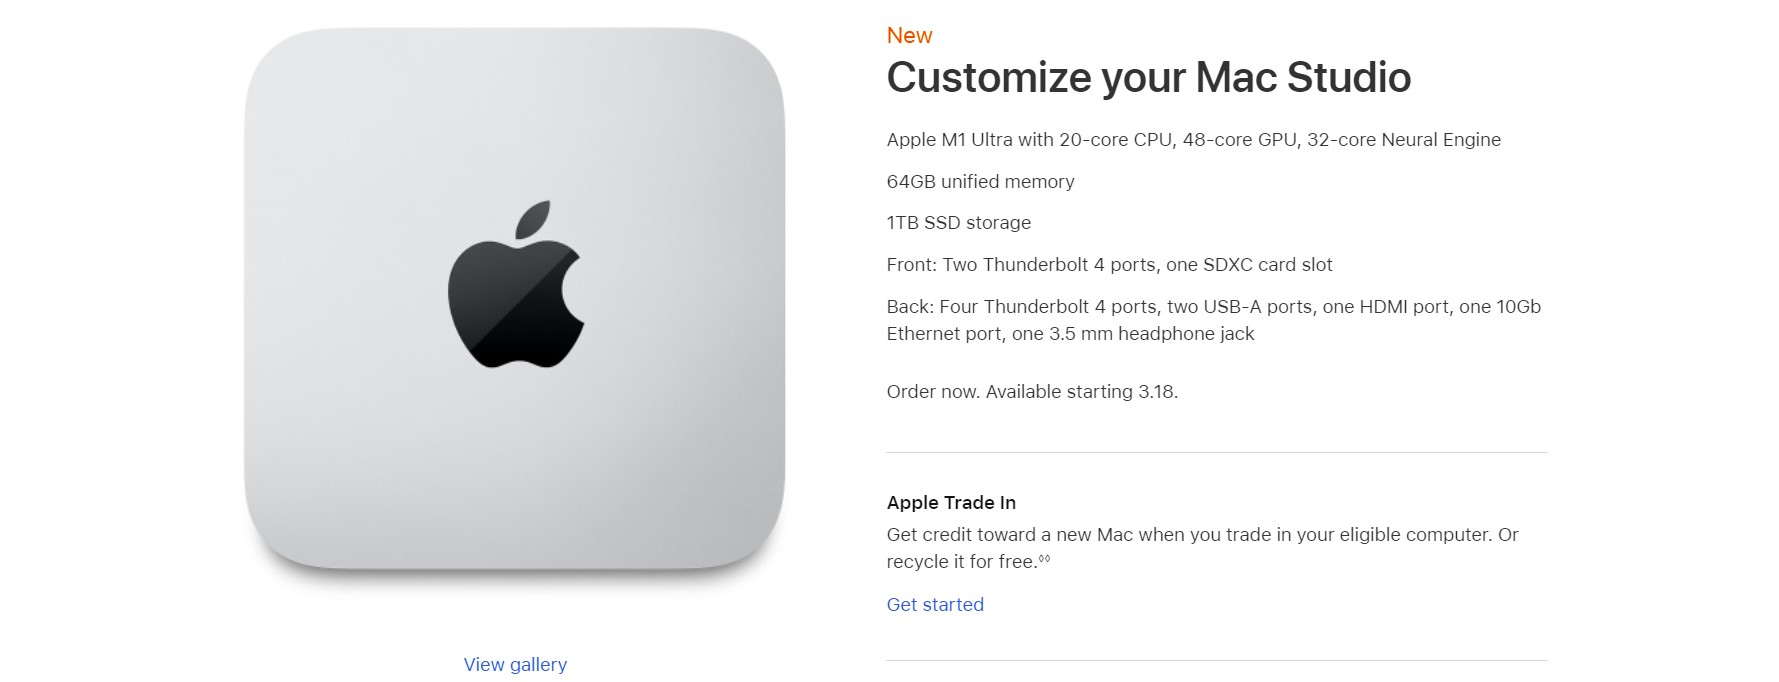 New
Customize your Mac Studio
Apple M1 Ultra with 20-core CPU, 48-core GPU, 32-core Neural Engine
64GB unified memory
1TB SSD storage
Front: Two Thunderbolt 4 ports, one SDXC card slot
Back: Four Thunderbolt 4 ports, two USB-A ports, one HDMI port, one 10Gb
Ethernet port, one 3.5 mm headphone jack
Order now. Available starting 3.18.
Apple Trade In
Get credit toward a new Mac when you trade in your eligible computer. Or
recycle it for free.◊◊
Get started
View gallery